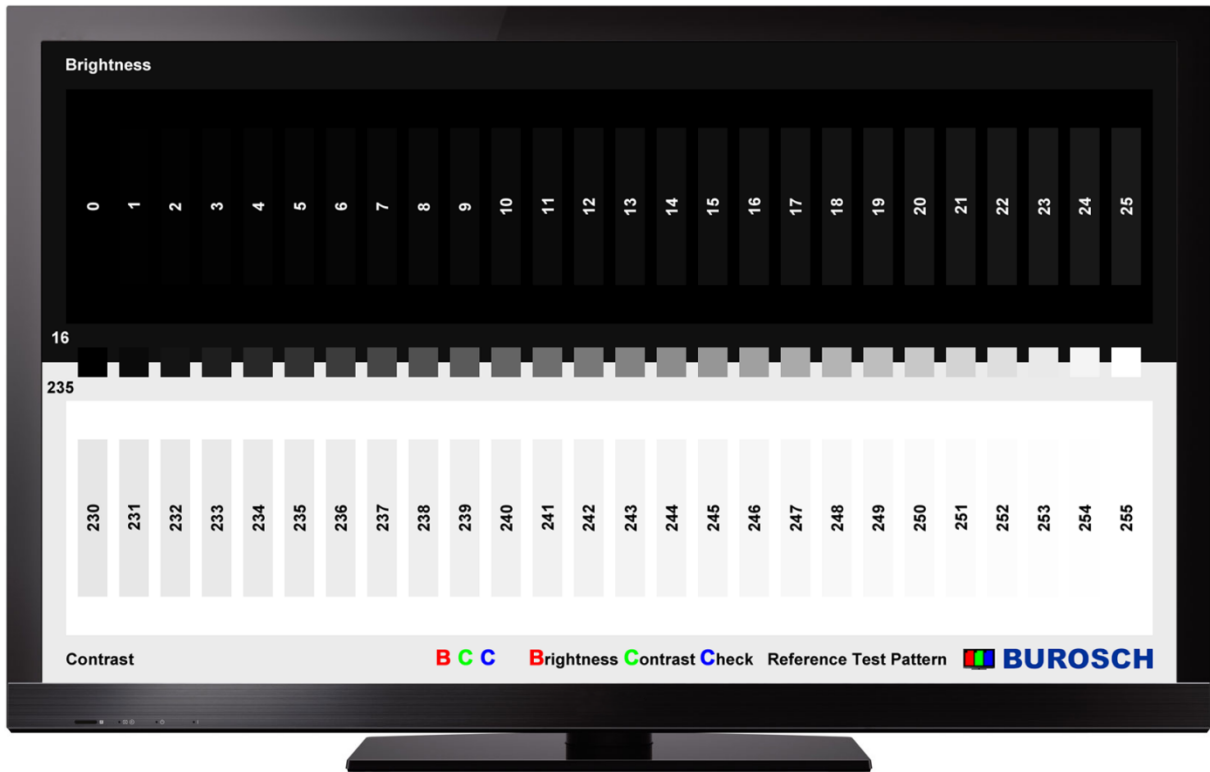 Brightness
0 1 2 3 4 5 6 7 8 9 10 11 12 13 14 15 16 17 18 19 20 21 22 23 24 25
16
235
230 231 232 233 234 235 236 237 238 239 240 241 242 243 244 245 246 247 248 249 250 251 252 253 254 255
Contrast B C C Brightness Contrast Check Reference Test Pattern BUROSCH